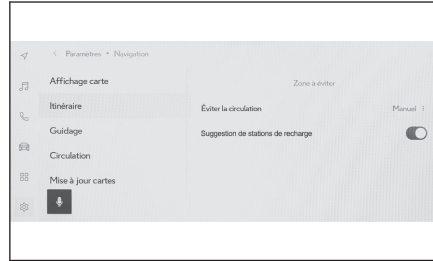 Paramètres • Navigation
Affichage carte
Itinéraire
Guidage
Circulation
Mise à jour cartes
Zone à éviter
Éviter la circulation
Manuel
Suggestion de stations de recharge